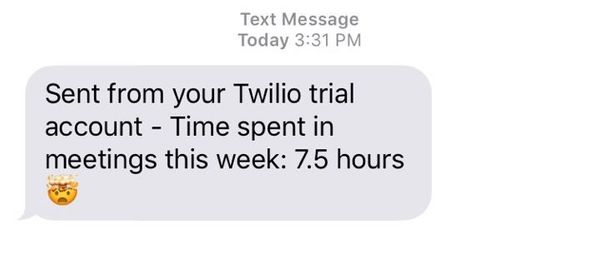 Text Message
Today 3:31 PM
Sent from your Twilio trial
account - Time spent in
meetings this week: 7.5 hours
🤯